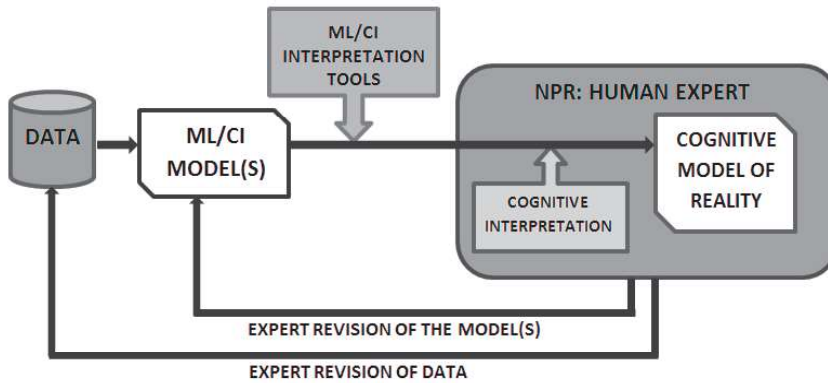 ML/CI
INTERPRETATION
TOOLS
NPR: HUMAN EXPERT
DATA
ML/CI
MODEL(S)
COGNITIVE
MODEL OF
REALITY
COGNITIVE
INTERPRETATION
EXPERT REVISION OF THE MODEL(S)
EXPERT REVISION OF DATA